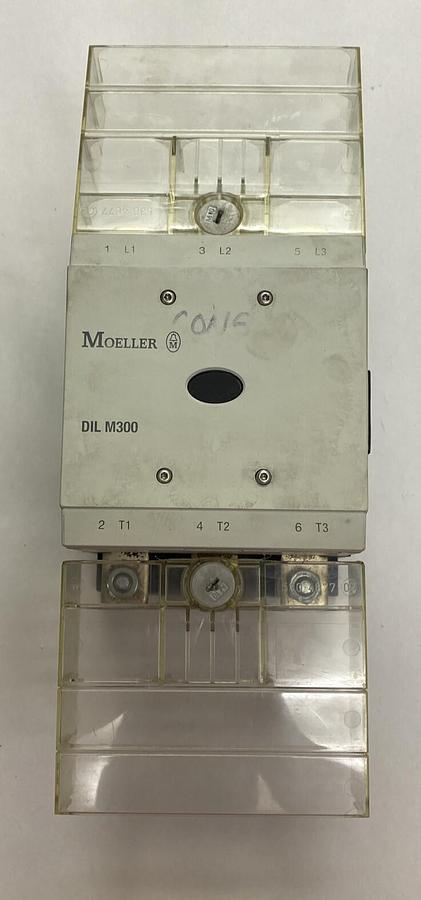 1 L1 3 L2 5 L3
MOELLER
DIL M300
2 T1 4 T2 6 T3